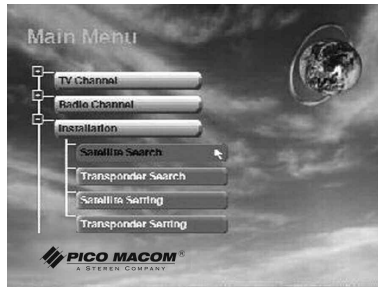 Main Menu
TV Channel
Radio Channel
Installation
Satellite Search
Transponder Search
Satellite Setting
Transponder Setting
PICO MACOM®
A STEREN COMPANY